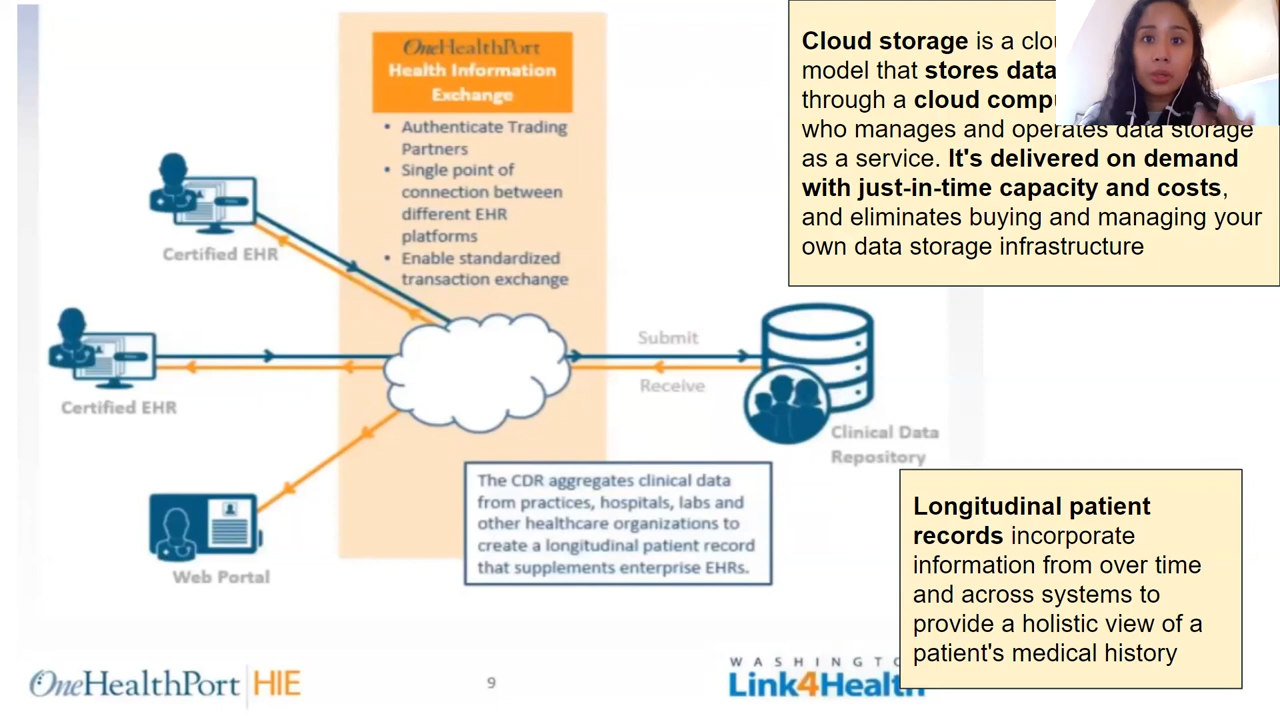 OneHealthPort
Health Information
Exchange
• Authenticate Trading
Partners
• Single point of
connection between
different EHR
platforms
• Enable standardized
transaction exchange
Cloud storage is a
model that stores data
through a cloud
who manages and operates data storage
as a service. It's delivered on demand
with just-in-time capacity and costs,
and eliminates buying and managing your
own data storage infrastructure
Certified EHR
Certified EHR
Web Portal
Submit
Receive
Clinical Data
Repository
The CDR aggregates clinical data
from practices, hospitals, labs and
other healthcare organizations to
create a longitudinal patient record
that supplements enterprise EHRs.
Longitudinal patient
records incorporate
information from over time
and across systems to
provide a holistic view of a
patient's medical history
OneHealthPort HIE
9
Link4Health